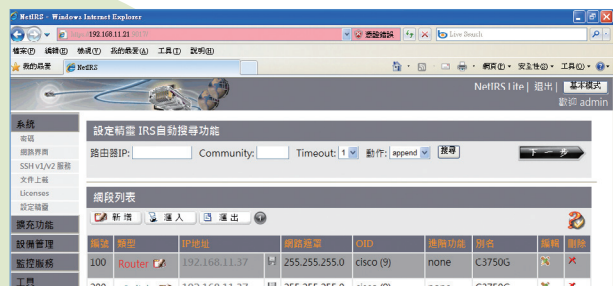 NetIRS - Windows Internet Explorer
192.168.11.21
憑證錯誤
Live Search
檔案(F) 編輯(E) 檢視(V) 我的最愛(A) 工具(T) 說明(H)
我的最愛 NetIRS
網頁(P) 安全性(S) 工具(O)
NetIRS Lite | 退出 | 基本模式
歡迎 admin
系統
密碼
網路界面
SSH v1/v2 服務
文件上載
Licenses
設定精靈
擴充功能
設備管理
監控服務
工具
設定精靈 IRS自動搜尋功能
路由器IP: Community: Timeout: 1 動作: append 搜尋 下一步
網段列表
新增 匯入 匯出
編號 類型 IP地址 網路遮罩 OID 進階功能 別名 編輯 刪除
100 Router 192.168.11.37 255.255.255.0 cisco (9) none C3750G